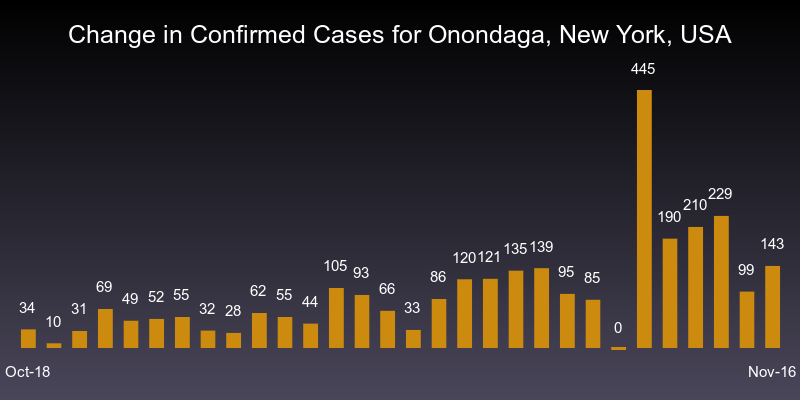 Change in Confirmed Cases for Onondaga, New York, USA
445
34 10 31 69 49 52 55 32 28 62 55 44 105 93 66 33 86 120 121 135 139 95 85 0 190 210 229 99 143
Oct-18 Nov-16